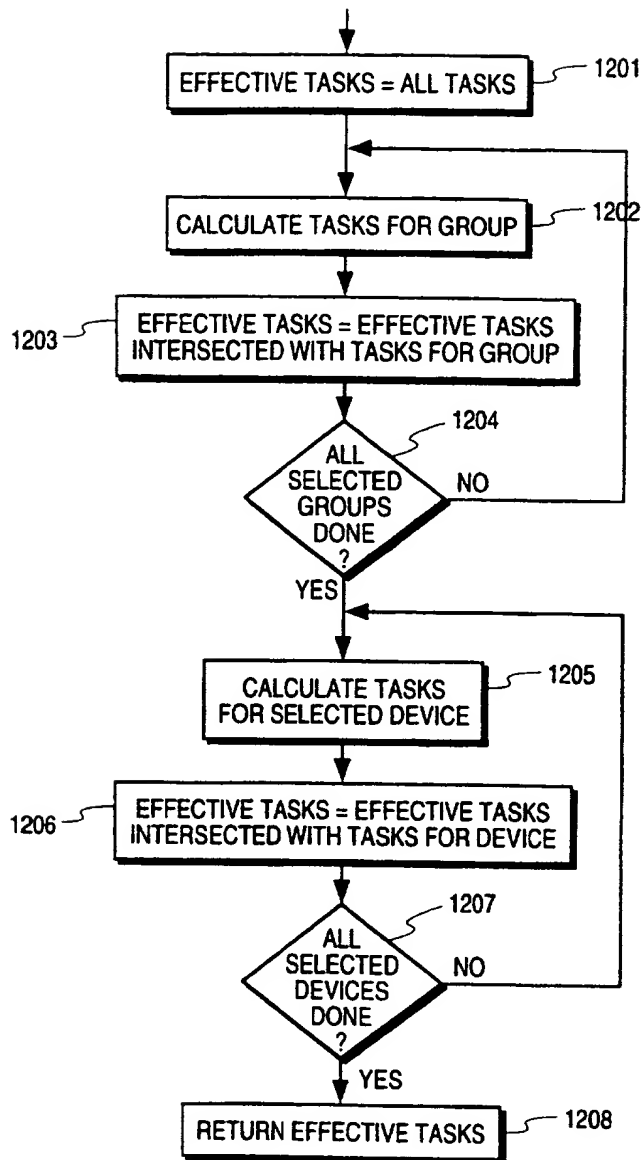 EFFECTIVE TASKS = ALL TASKS
1201
CALCULATE TASKS FOR GROUP
1202
1203
EFFECTIVE TASKS = EFFECTIVE TASKS
INTERSECTED WITH TASKS FOR GROUP
1204
ALL
SELECTED
GROUPS
DONE
?
NO
YES
CALCULATE TASKS
FOR SELECTED DEVICE
1205
1206
EFFECTIVE TASKS = EFFECTIVE TASKS
INTERSECTED WITH TASKS FOR DEVICE
1207
ALL
SELECTED
DEVICES
DONE
?
NO
YES
RETURN EFFECTIVE TASKS
1208